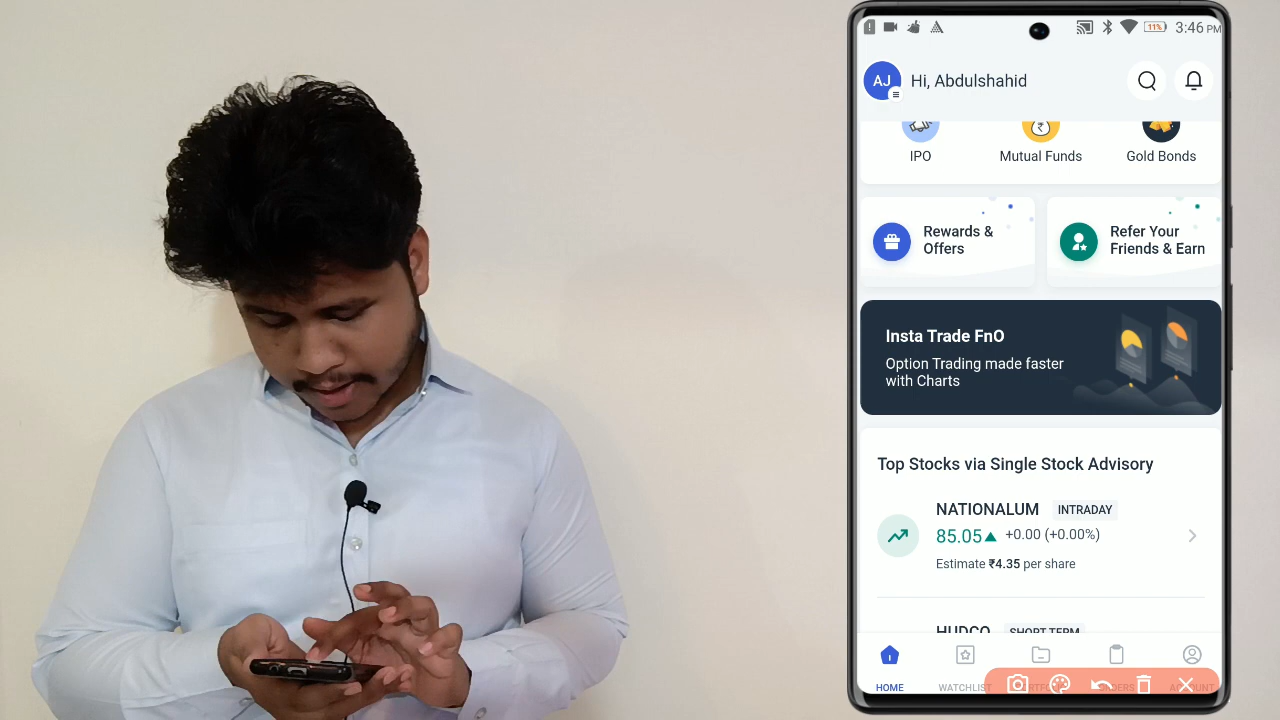 11%
3:46 PM
AJ
Hi, Abdulshahid
IPO
Mutual Funds
Gold Bonds
Rewards &
Offers
Refer Your
Friends & Earn
Insta Trade FnO
Option Trading made faster
with Charts
Top Stocks via Single Stock Advisory
NATIONALUM INTRADAY
85.05 +0.00 (+0.00%)
Estimate ₹4.35 per share
HUDCO SHORT TERM
HOME
WATCHLIST